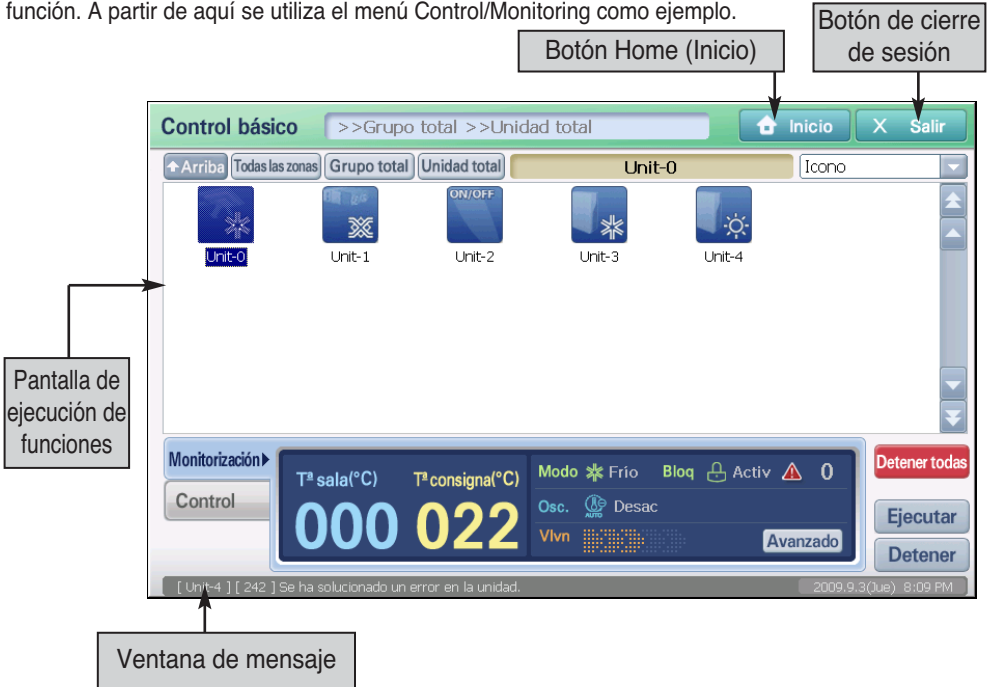 función. A partir de aquí se utiliza el menú Control/Monitoring como ejemplo.
Botón Home (Inicio)
Botón de cierre
de sesión
Control básico
>>Grupo total >>Unidad total
Inicio
X Salir
Arriba
Todas las zonas
Grupo total
Unidad total
Unit-0
Icono
ON/OFF
Unit-0
Unit-1
Unit-2
Unit-3
Unit-4
Pantalla de
ejecución de
funciones
Monitorización
Control
Tª sala(°C)
Tª consigna(°C)
000
022
Modo Frío Bloq Activ 0
Osc. AUTO Desac
Vlvn
Avanzado
Detener todas
Ejecutar
Detener
[ Unit-4 ] [ 242 ] Se ha solucionado un error en la unidad.
2009.9.3(Jue) 8:09 PM
Ventana de mensaje